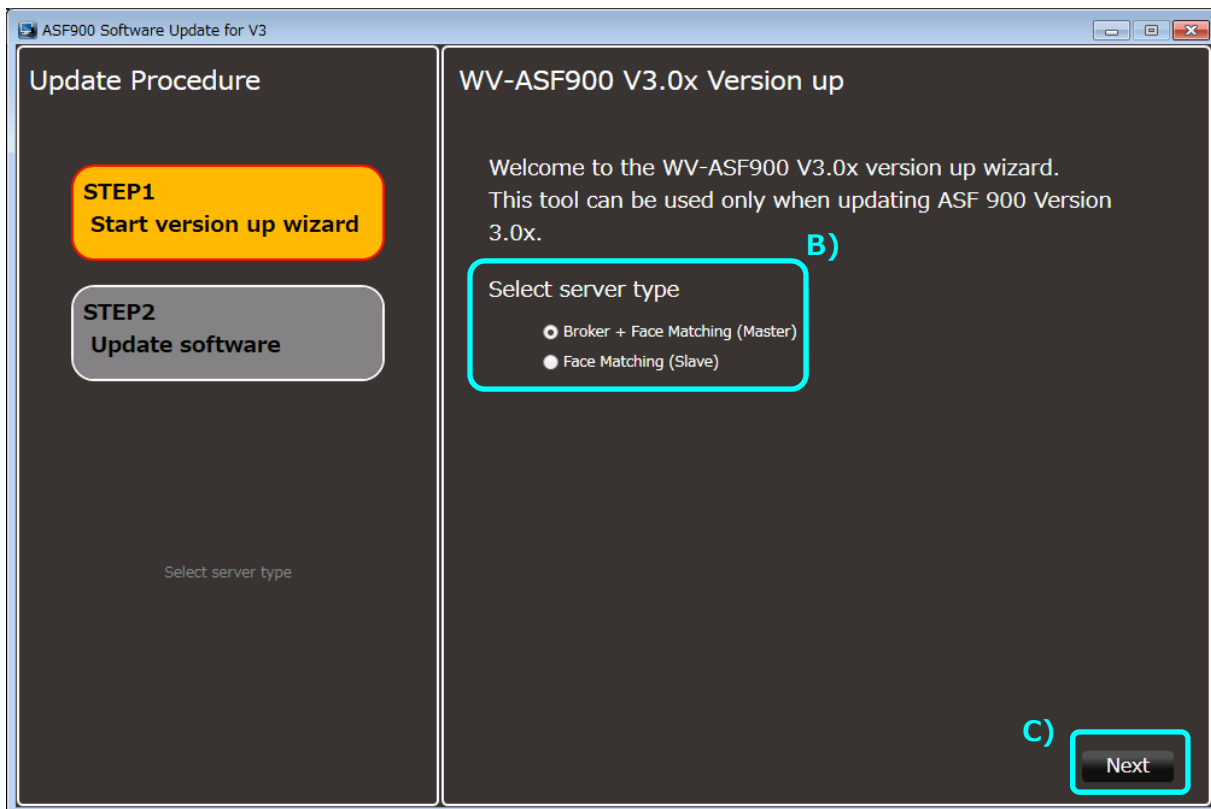 ASF900 Software Update for V3
Update Procedure
STEP1
Start version up wizard
STEP2
Update software
Select server type
WV-ASF900 V3.0x Version up
Welcome to the WV-ASF900 V3.0x version up wizard.
This tool can be used only when updating ASF 900 Version
3.0x.
B)
Select server type
Broker + Face Matching (Master)
Face Matching (Slave)
C)
Next